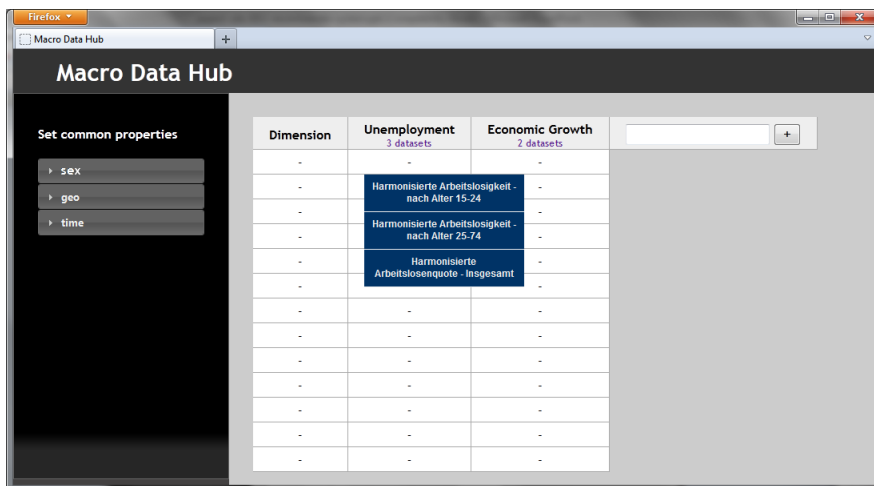 Firefox
Macro Data Hub
+
Macro Data Hub
Set common properties
sex
geo
time
Dimension Unemployment Economic Growth +
3 datasets 2 datasets
- - -
- Harmonisierte Arbeitslosigkeit - -
nach Alter 15-24
-
- Harmonisierte Arbeitslosigkeit - -
nach Alter 25-74
- Harmonisierte -
Arbeitslosenquote - Insgesamt
- -
- - -
- - -
- - -
- - -
- - -
- - -
- - -